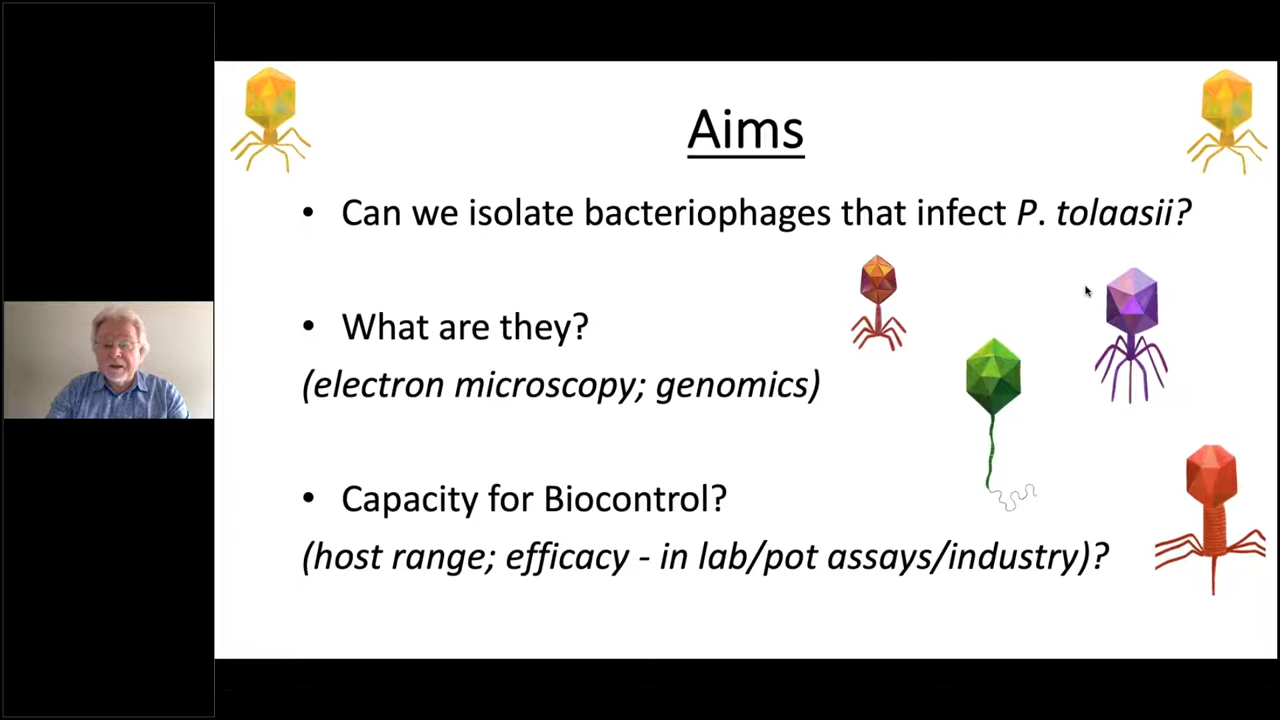 Aims
• Can we isolate bacteriophages that infect P. tolaasii?
• What are they?
(electron microscopy; genomics)
• Capacity for Biocontrol?
(host range; efficacy - in lab/pot assays/industry)?